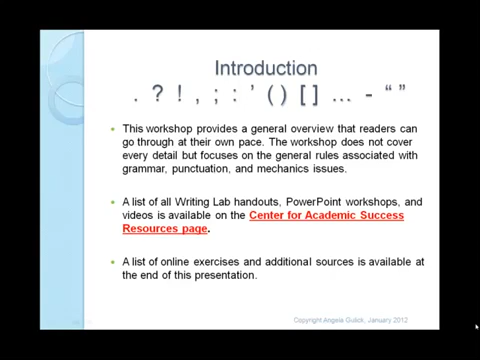 Introduction
. ? ! , ; : ’ ( ) [ ] … - “ ”
This workshop provides a general overview that readers can
go through at their own pace. The workshop does not cover
every detail but focuses on the general rules associated with
grammar, punctuation, and mechanics issues.
A list of all Writing Lab handouts, PowerPoint workshops, and
videos is available on the Center for Academic Success
Resources page.
A list of online exercises and additional sources is available at
the end of this presentation.
Copyright Angela Gulick, January 2012